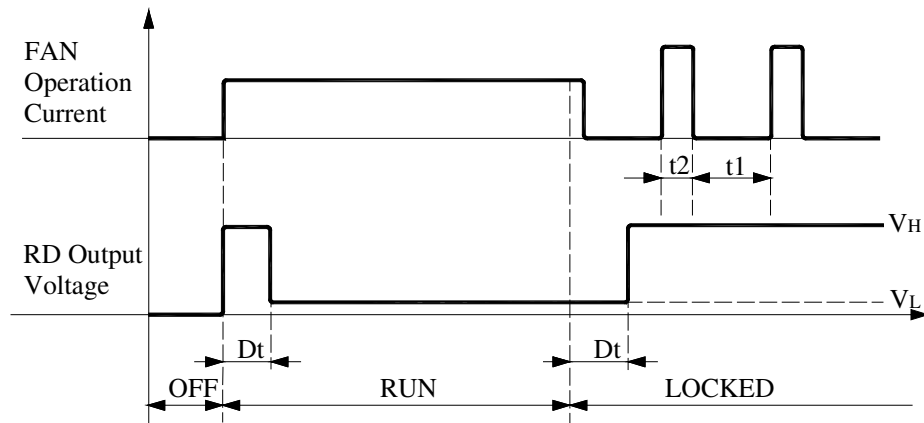 FAN
Operation
Current
t2
t1
VH
RD Output
Voltage
VL
Dt
Dt
OFF
RUN
LOCKED